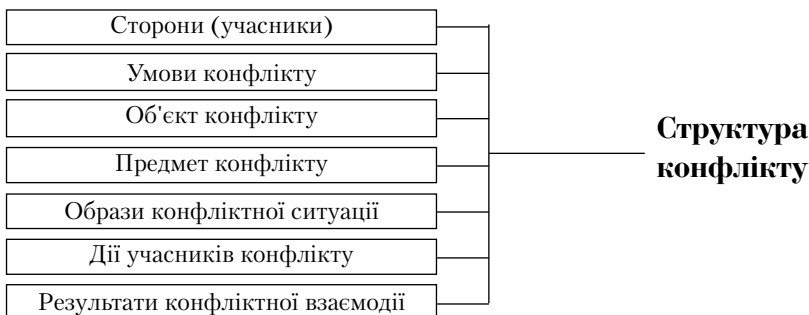 Сторони (учасники)
Умови конфлікту
Об'єкт конфлікту
Предмет конфлікту
Образи конфліктної ситуації
Дії учасників конфлікту
Результати конфліктної взаємодії
Структура
конфлікту